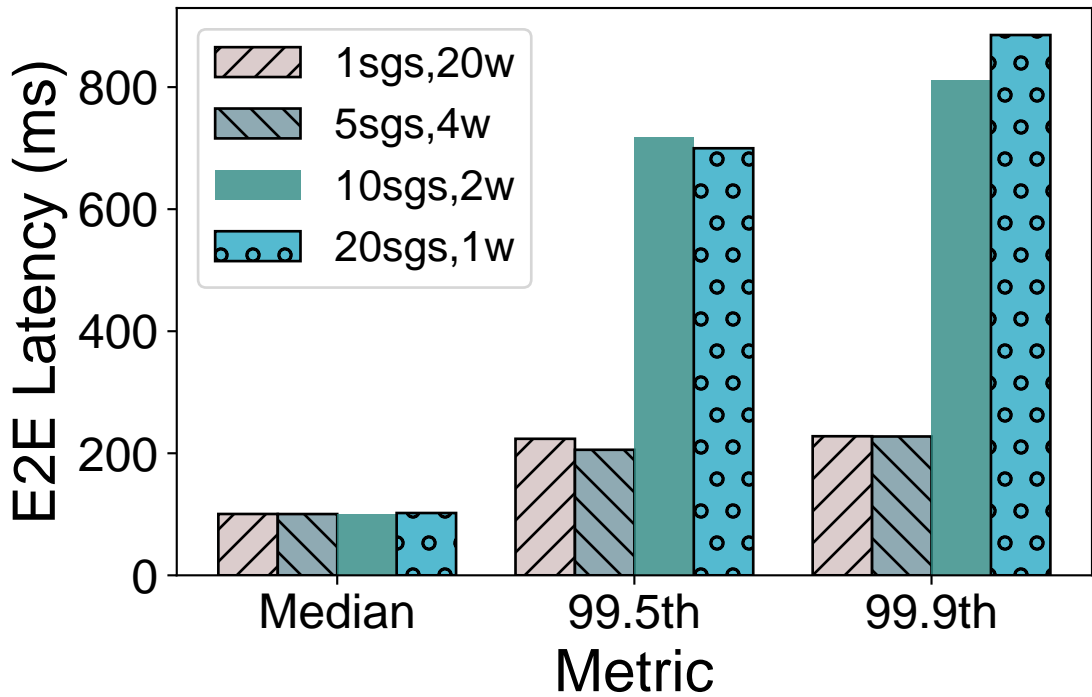 E2E Latency (ms)
800
600
400
200
0
1sgs,20w
5sgs,4w
10sgs,2w
20sgs,1w
Median
99.5th
99.9th
Metric